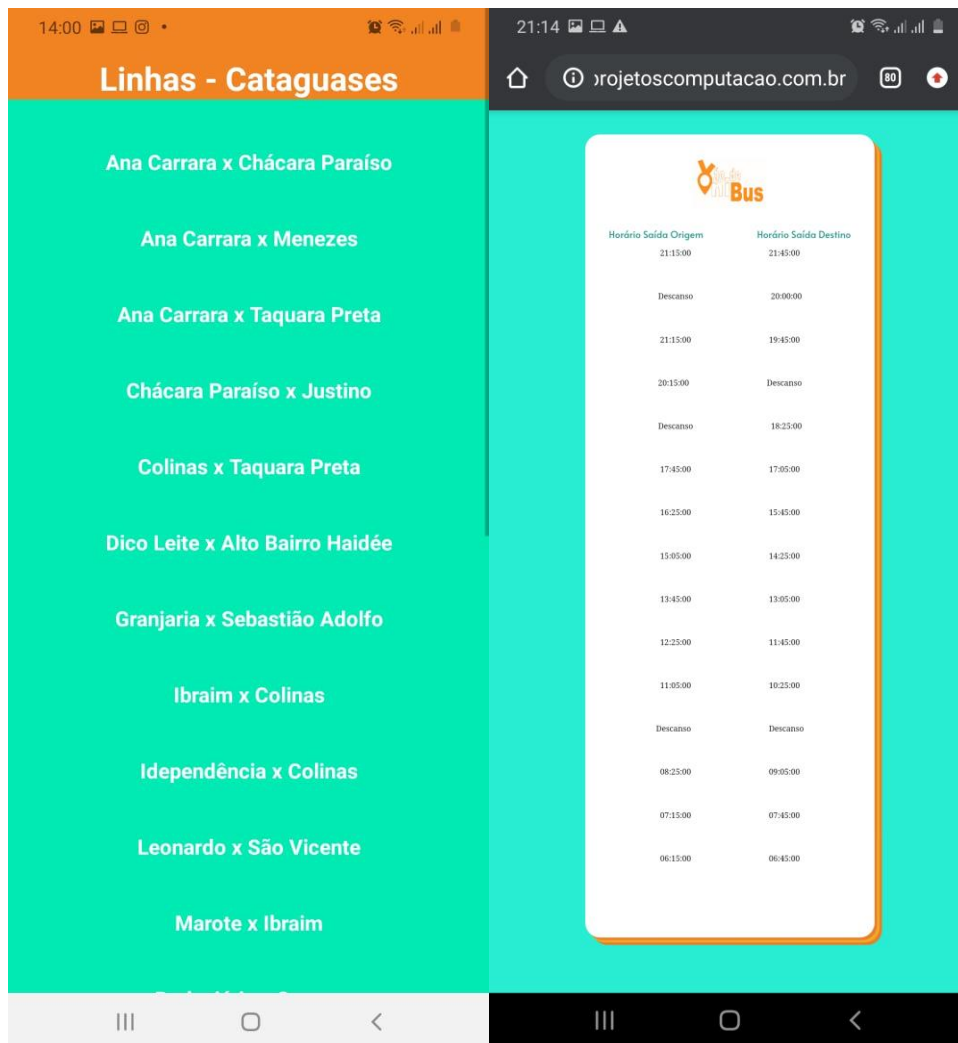 14:00
Linhas - Cataguases
Ana Carrara x Chácara Paraíso
Ana Carrara x Menezes
Ana Carrara x Taquara Preta
Chácara Paraíso x Justino
Colinas x Taquara Preta
Dico Leite x Alto Bairro Haidée
Granjaria x Sebastião Adolfo
Ibraim x Colinas
Idependência x Colinas
Leonardo x São Vicente
Marote x Ibraim
21:14
projetoscomputacao.com.br 80
Bus
Horário Saída Origem Horário Saída Destino
21:15:00 21:45:00
Descanso 20:00:00
21:15:00 19:45:00
20:15:00 Descanso
Descanso 18:25:00
17:45:00 17:05:00
16:25:00 15:45:00
15:05:00 14:25:00
13:45:00 13:05:00
12:25:00 11:45:00
11:05:00 10:25:00
Descanso Descanso
08:25:00 09:05:00
07:15:00 07:45:00
06:15:00 06:45:00